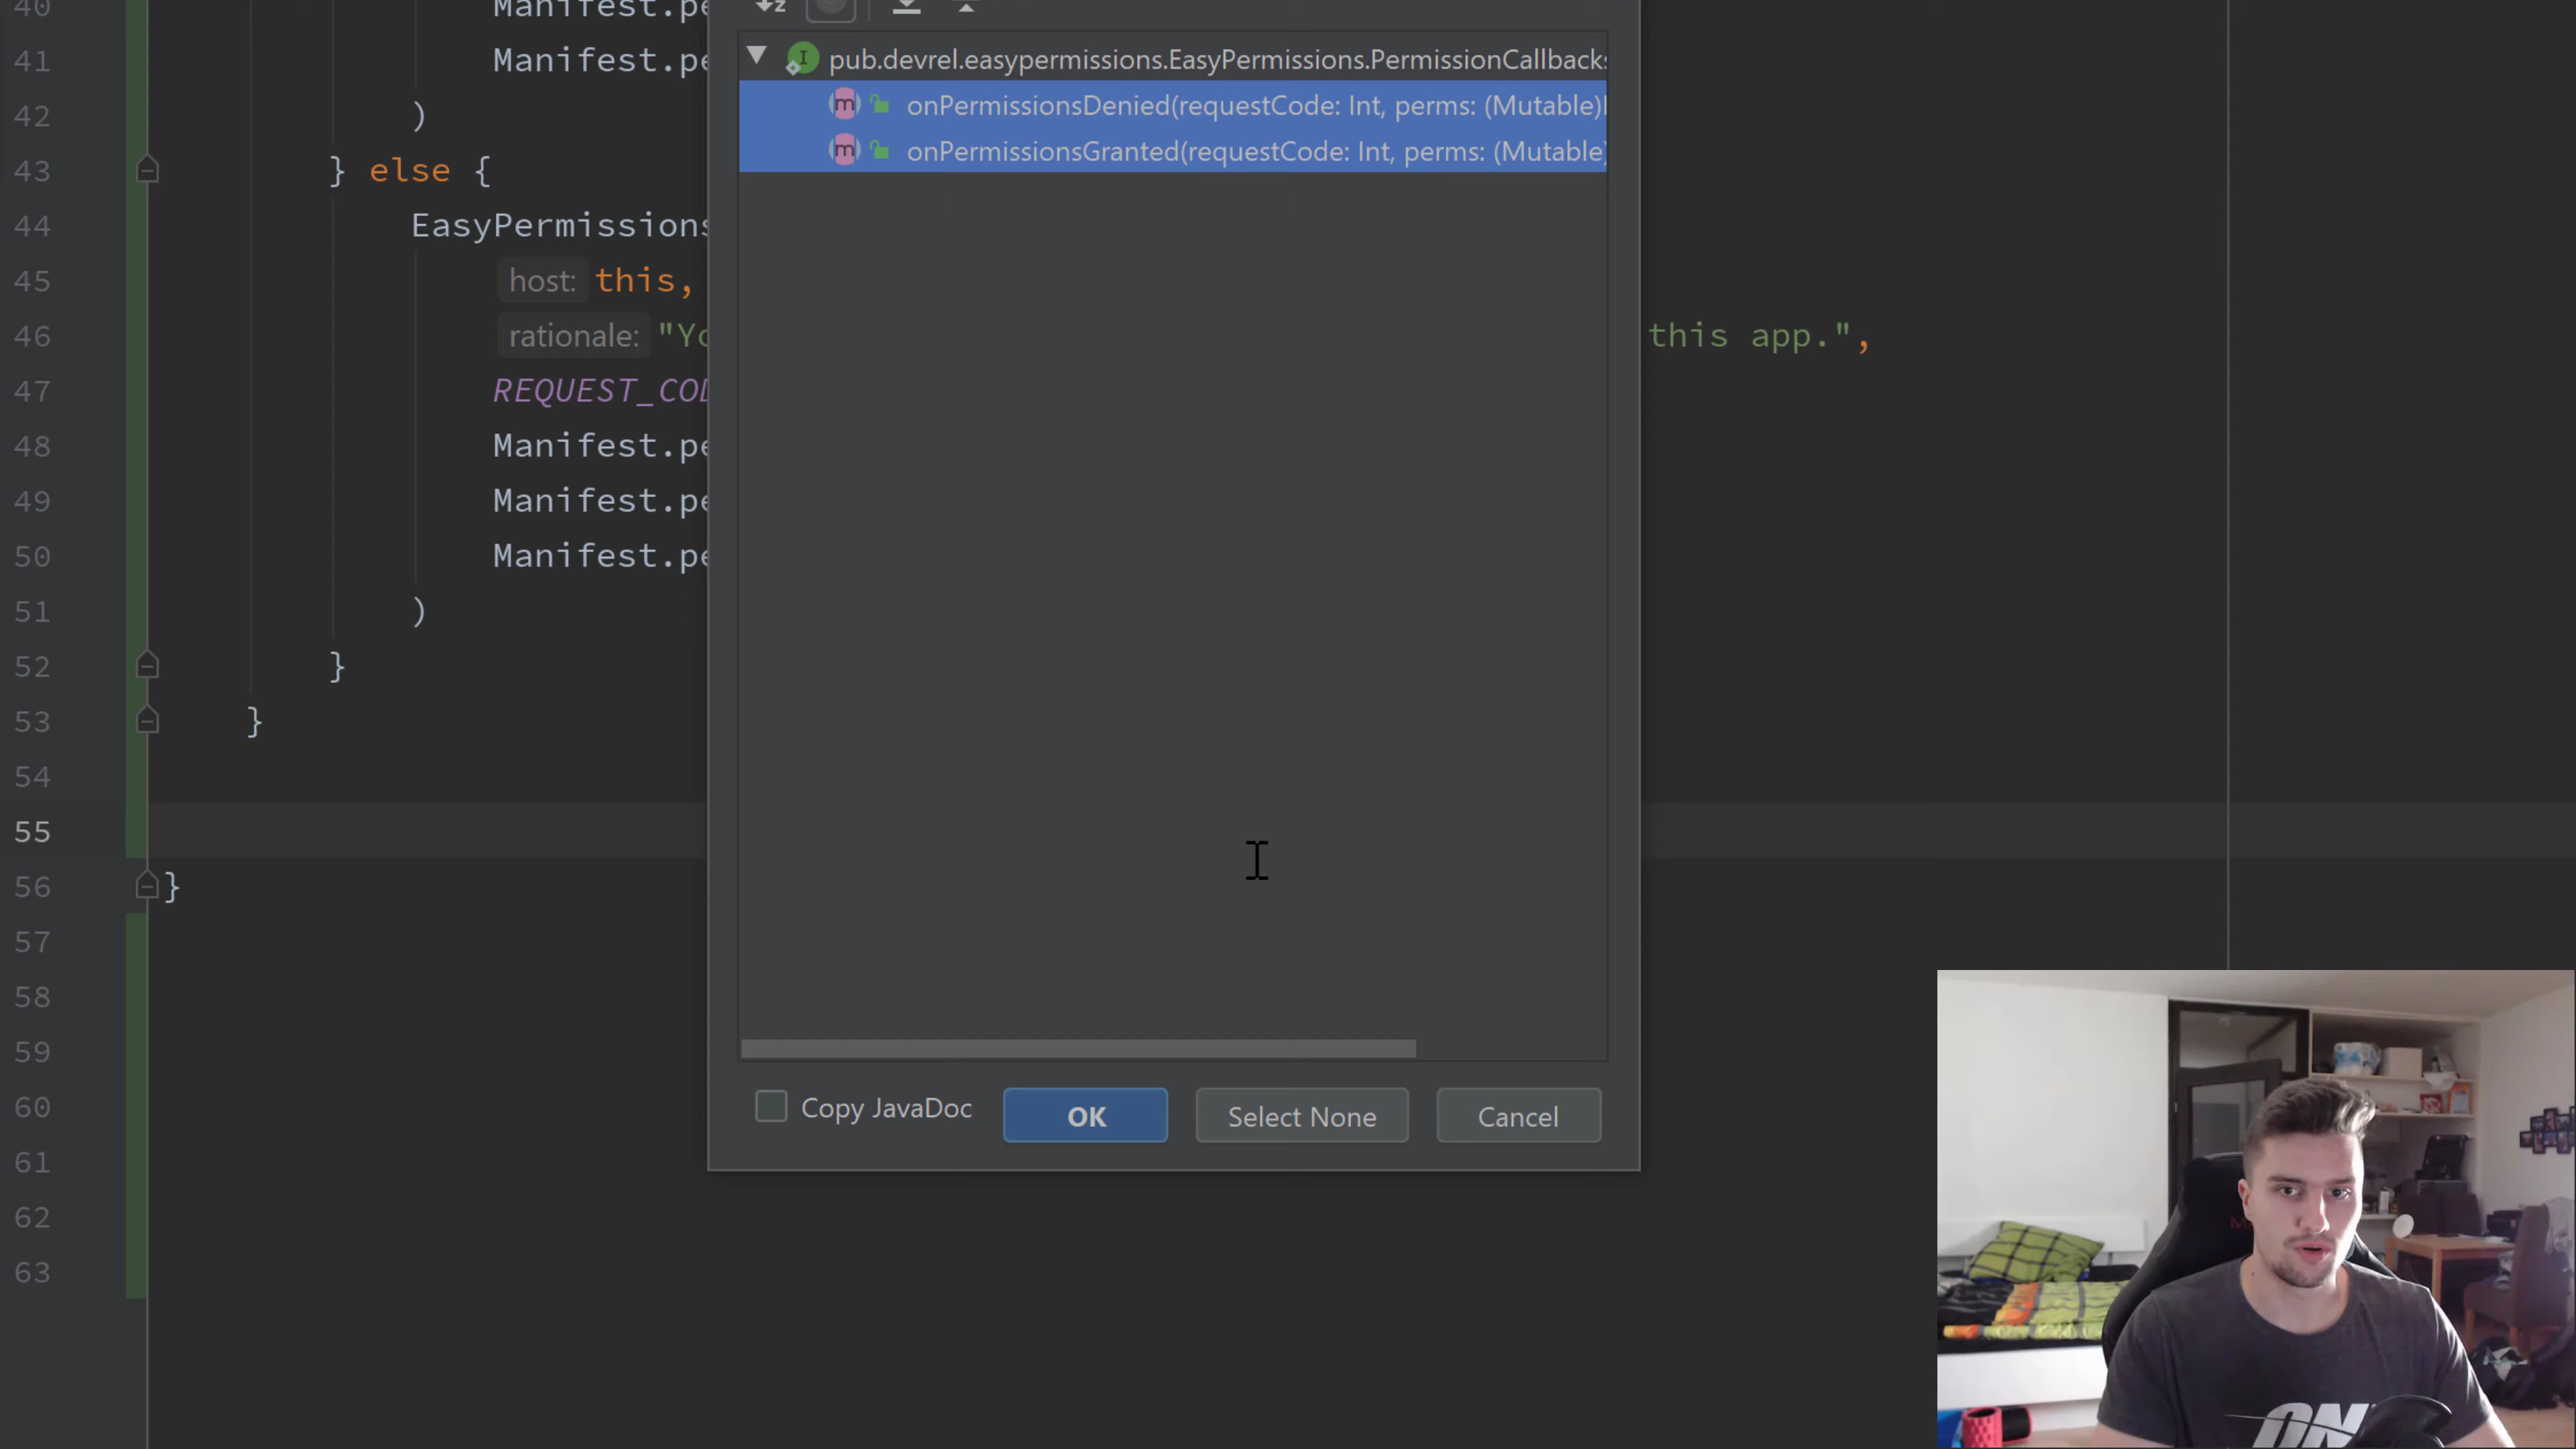 pub.devrel.easypermissions.EasyPermissions.PermissionCallbacks
onPermissionsDenied(requestCode: Int, perms: (Mutable)
onPermissionsGranted(requestCode: Int, perms: (Mutable)
40 Manifest.pe
41 Manifest.pe
42 )
43 } else {
44 EasyPermissions
45 host: this,
46 rationale: "Yo this app.",
47 REQUEST_COD
48 Manifest.pe
49 Manifest.pe
50 Manifest.pe
51 )
52 }
53 }
54
55
56 }
57
58
59
60
61
62
63
Copy JavaDoc OK Select None Cancel
ON